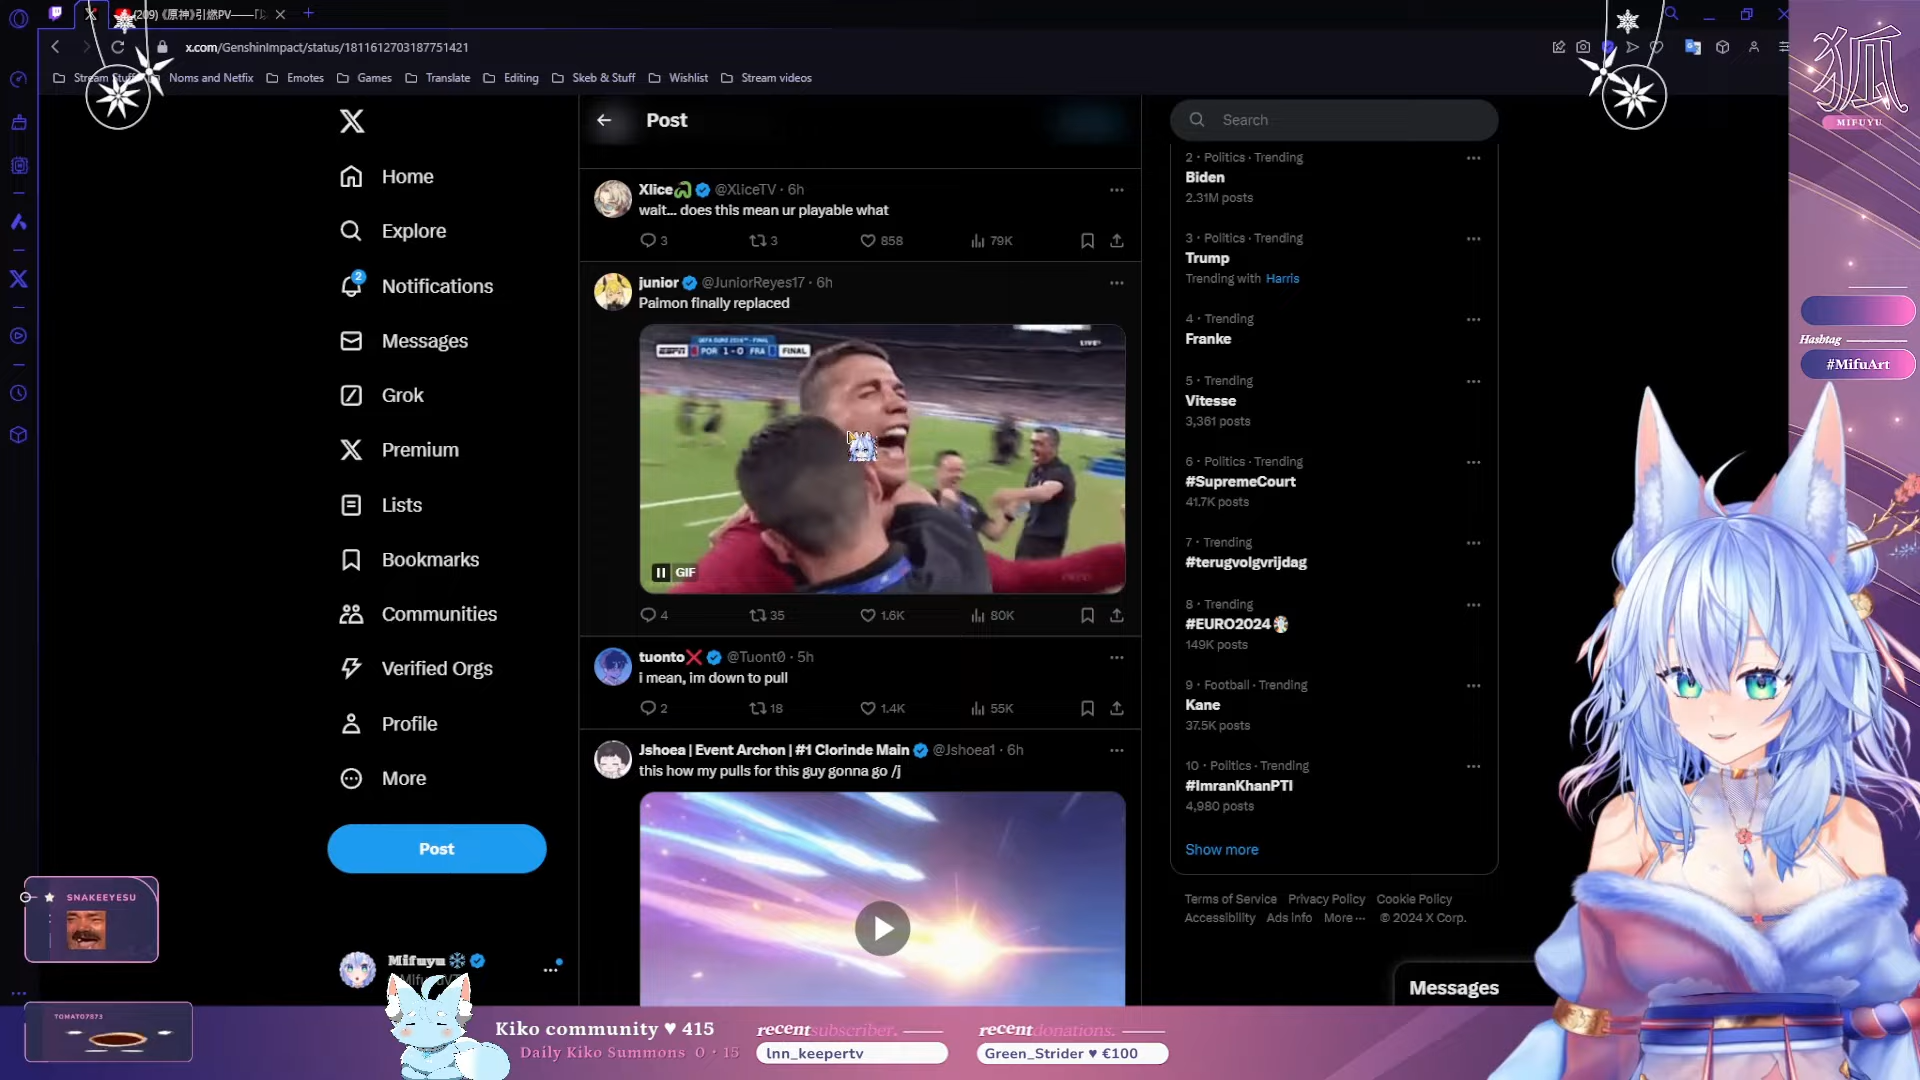 (209)《原神》引燃PV——「
x.com/GenshinImpact/status/1811612703187751421
Stream Stuff
Noms and Netfix
Emotes
Games
Translate
Editing
Skeb & Stuff
Wishlist
Stream videos
狐
MIFUYU
Post
Search
Home
Explore
2
Notifications
Messages
Grok
Premium
Lists
Bookmarks
Communities
Verified Orgs
Profile
More
Post
Mifuyu
Xlice @XliceTV · 6h
wait... does this mean ur playable what
3 3 858 79K
junior @JuniorReyes17 · 6h
Paimon finally replaced
ESPN POR 1-0 FRA FINAL
LIVE
GIF
4 35 1.6K 80K
tuonto @Tuont0 · 5h
i mean, im down to pull
2 18 1.4K 55K
Jshoea | Event Archon | #1 Clorinde Main @Jshoea1 · 6h
this how my pulls for this guy gonna go /j
2 · Politics · Trending
Biden
2.31M posts
3 · Politics · Trending
Trump
Trending with Harris
4 · Trending
Franke
5 · Trending
Vitesse
3,361 posts
6 · Politics · Trending
#SupremeCourt
41.7K posts
7 · Trending
#terugvolgvrijdag
8 · Trending
#EURO2024
149K posts
9 · Football · Trending
Kane
37.5K posts
10 · Politics · Trending
#ImranKhanPTI
4,980 posts
Show more
Terms of Service Privacy Policy Cookie Policy
Accessibility Ads info More ··· © 2024 X Corp.
Messages
Hashtag
#MifuArt
SNAKEEYESU
TOMATO7873
Kiko community ♥ 415
Daily Kiko Summons 0 · 15
recentsubscriber.
lnn_keepertv
recentdonations.
Green_Strider ♥ €100